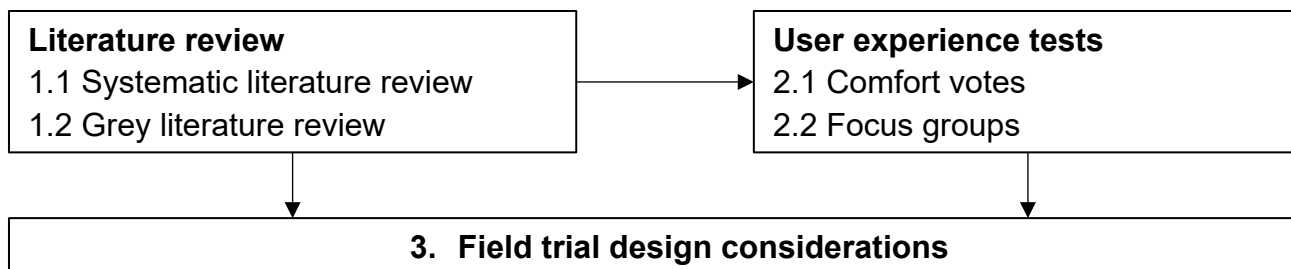 Literature review
1.1 Systematic literature review
1.2 Grey literature review
User experience tests
2.1 Comfort votes
2.2 Focus groups
3. Field trial design considerations